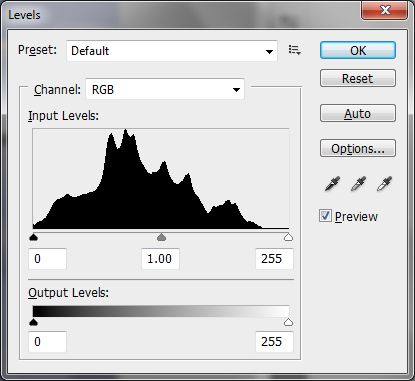 Levels
Preset: Default
OK
Channel: RGB
Reset
Input Levels:
Auto
Options...
Preview
0 1.00 255
Output Levels:
0 255